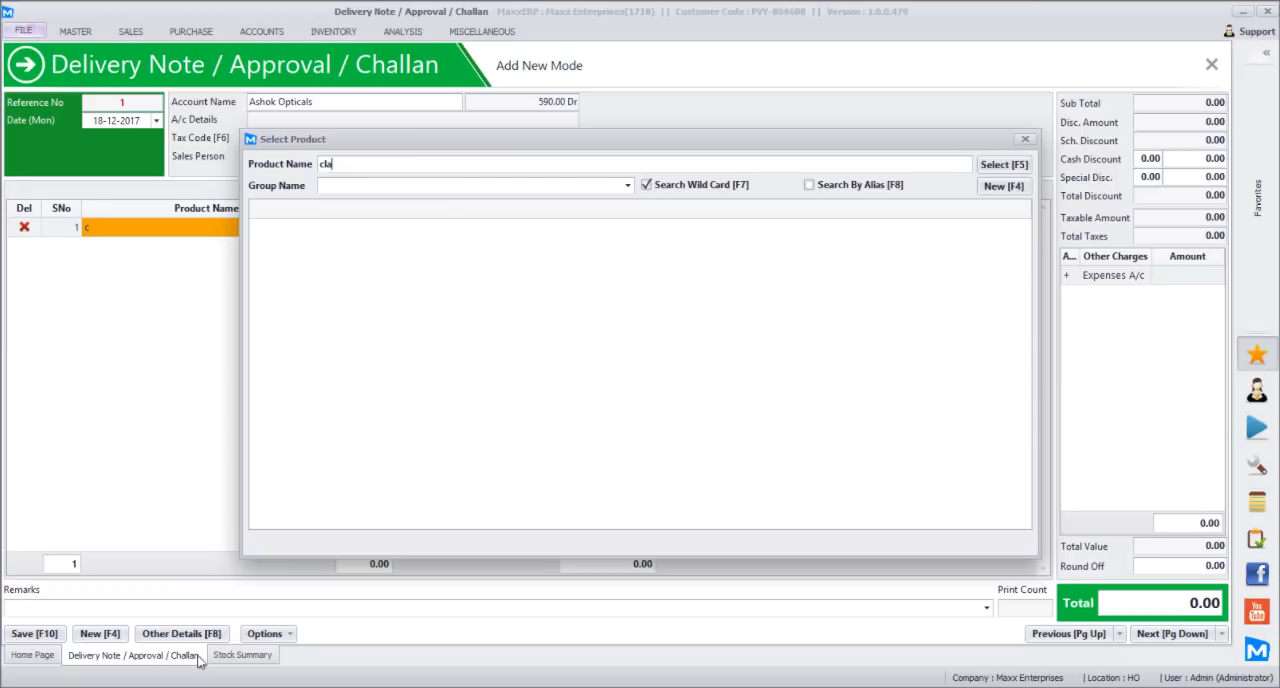 Delivery Note / Approval / Challan MaxxERP : Maxx Enterprises(1718) || Customer Code : PVY-804688 || Version : 1.0.0.479
FILE MASTER SALES PURCHASE ACCOUNTS INVENTORY ANALYSIS MISCELLANEOUS Support
Delivery Note / Approval / Challan Add New Mode
Reference No 1 Account Name Ashok Opticals 590.00 Dr Sub Total 0.00
Date (Mon) 18-12-2017 A/c Details Disc. Amount 0.00
Tax Code [F6] Select Product Sch. Discount 0.00
Sales Person Product Name cla Select [F5] Cash Discount 0.00 0.00
Group Name Search Wild Card [F7] Search By Alias [F8] New [F4] Special Disc. 0.00 0.00
Total Discount 0.00
Del SNo Product Name Taxable Amount 0.00
1 c Total Taxes 0.00
A... Other Charges Amount
+ Expenses A/c
Favorites
0.00
Total Value 0.00
1 0.00 0.00 Round Off 0.00
Remarks Print Count
Total 0.00
Save [F10] New [F4] Other Details [F8] Options Previous [Pg Up] Next [Pg Down]
Home Page Delivery Note / Approval / Challan Stock Summary
Company : Maxx Enterprises | Location : HO | User : Admin (Administrator)
You
Tube